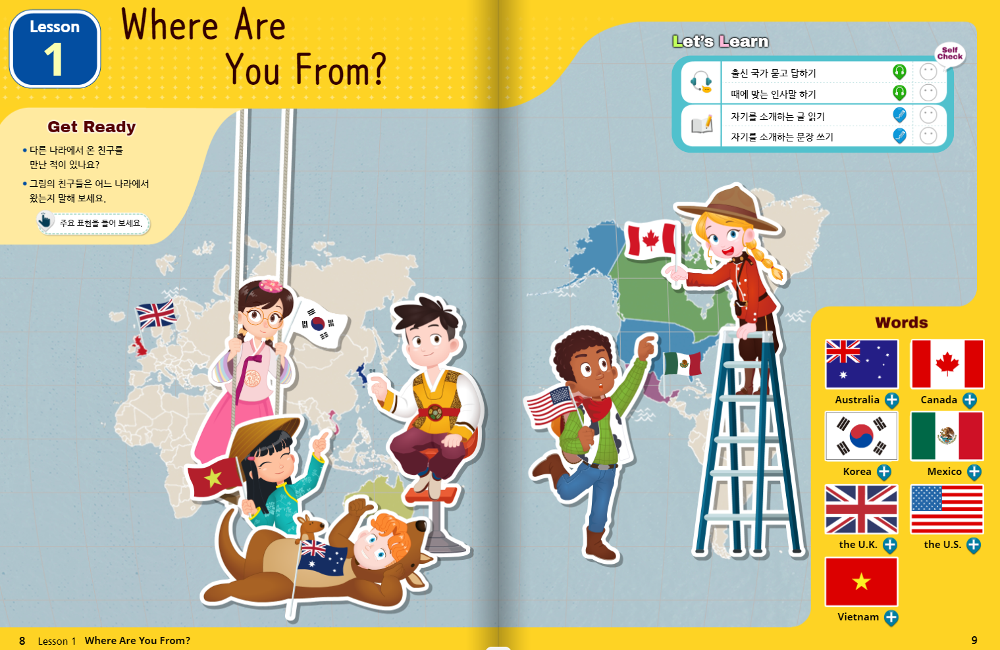 Lesson
1
Where Are
You From?
Get Ready
• 다른 나라에서 온 친구를
만난 적이 있나요?
• 그림의 친구들은 어느 나라에서
왔는지 말해 보세요.
주요 표현을 들어 보세요.
Let's Learn
Self
Check
출신 국가 묻고 답하기
때에 맞는 인사말 하기
자기를 소개하는 글 읽기
자기를 소개하는 문장 쓰기
Words
Australia
Canada
Korea
Mexico
the U.K.
the U.S.
Vietnam
8 Lesson 1 Where Are You From?
9